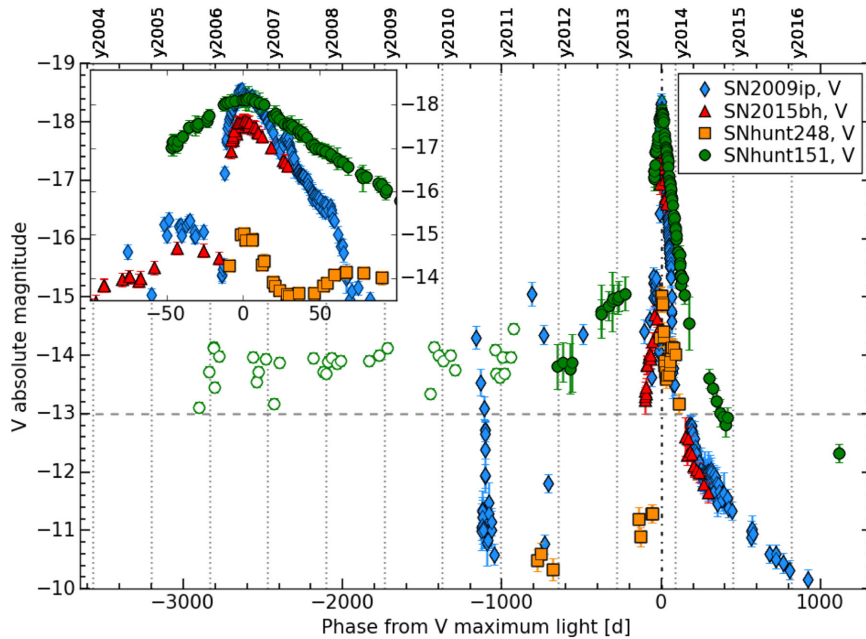 y2004 y2005 y2006 y2007 y2008 y2009 y2010 y2011 y2012 y2013 y2014 y2015 y2016
−19
−18
−17
−16
−15
−14
−13
−12
−11
−10
V absolute magnitude
−18
−17
−16
−15
−14
−50 0 50
SN2009ip, V
SN2015bh, V
SNhunt248, V
SNhunt151, V
−3000 −2000 −1000 0 1000
Phase from V maximum light [d]